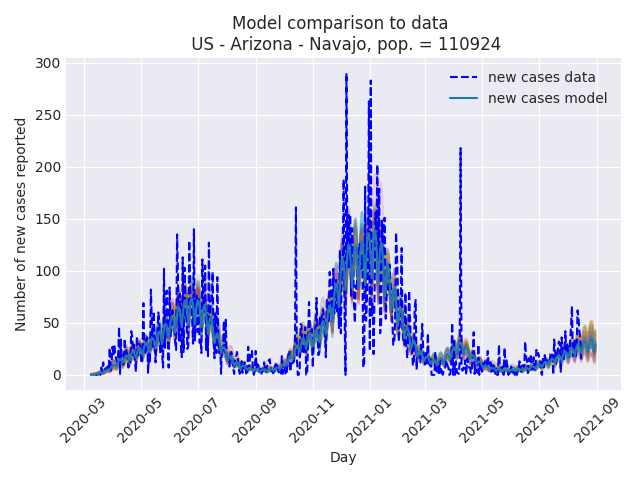 Model comparison to data
US - Arizona - Navajo, pop. = 110924
300
250
200
150
100
50
0
Number of new cases reported
new cases data
new cases model
2020-03
2020-05
2020-07
2020-09
2020-11
2021-01
2021-03
2021-05
2021-07
2021-09
Day